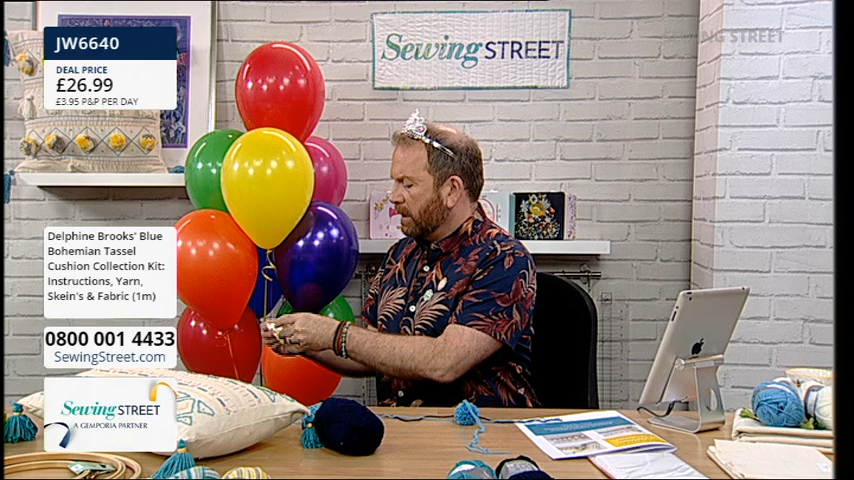 JW6640
DEAL PRICE
£26.99
£3.95 P&P PER DAY
Delphine Brooks' Blue
Bohemian Tassel
Cushion Collection Kit:
Instructions, Yarn,
Skein's & Fabric (1m)
0800 001 4433
SewingStreet.com
Sewing STREET
A GEMPORIA PARTNER
Sewing STREET
SEWING STREET